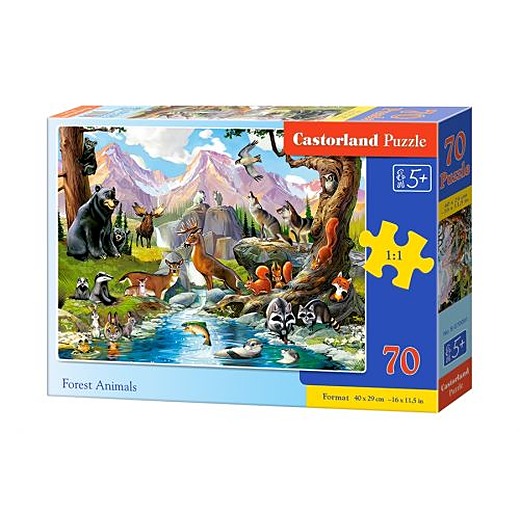 Castorland Puzzle
5+
1:1
70
Forest Animals
Format 40 x 29 cm ~16 x 11,5 in
70
Puzzle
5+
Castorland